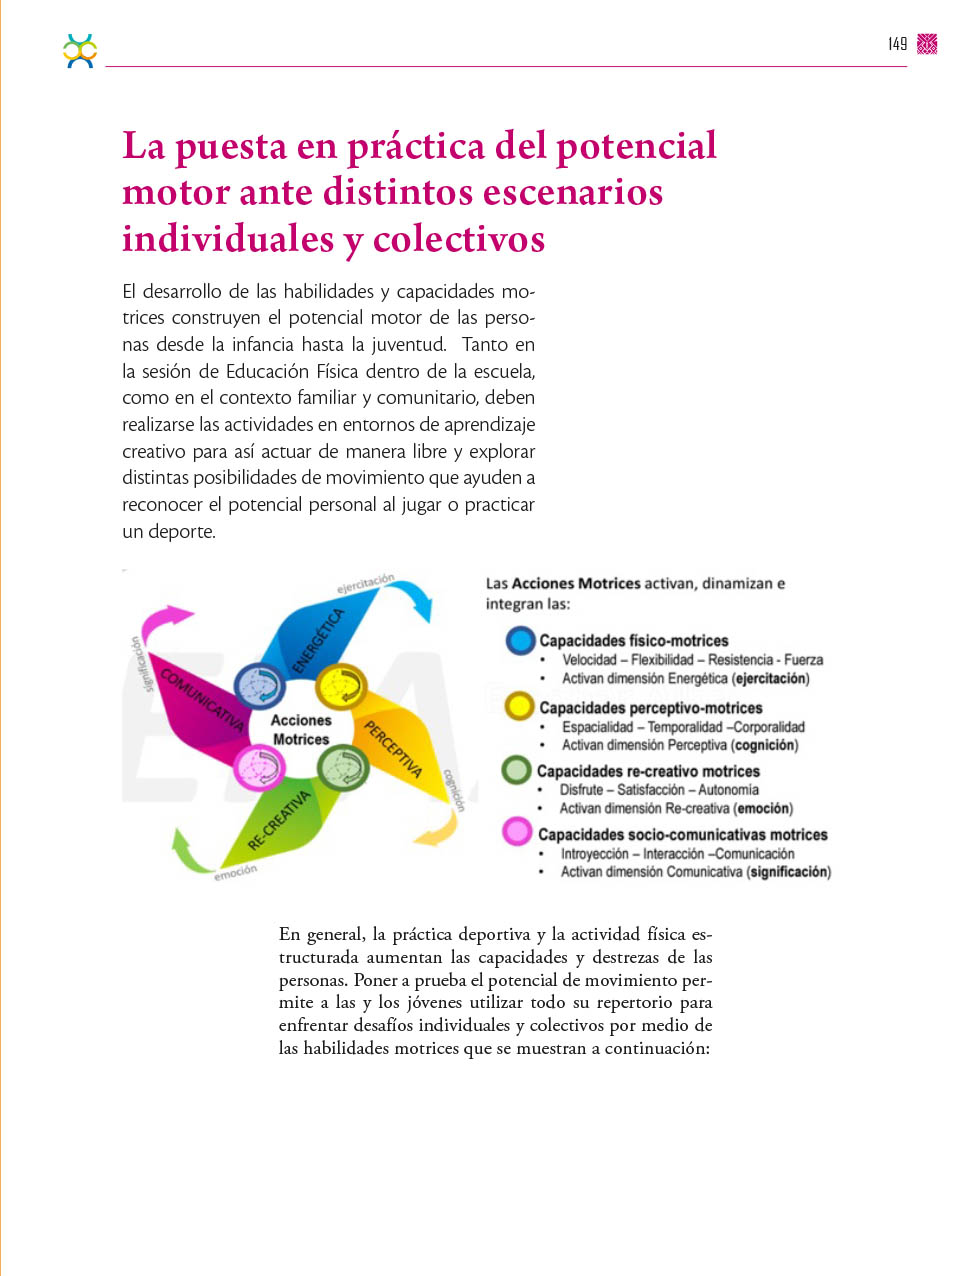 149
La puesta en práctica del potencial
motor ante distintos escenarios
individuales y colectivos
El desarrollo de las habilidades y capacidades mo-
trices construyen el potencial motor de las perso-
nas desde la infancia hasta la juventud. Tanto en
la sesión de Educación Física dentro de la escuela,
como en el contexto familiar y comunitario, deben
realizarse las actividades en entornos de aprendizaje
creativo para así actuar de manera libre y explorar
distintas posibilidades de movimiento que ayuden a
reconocer el potencial personal al jugar o practicar
un deporte.
ejercitación
ENERGÉTICA
significación
COMUNICATIVA
Acciones
Motrices
PERCEPTIVA
cognición
RE-CREATIVA
emoción
Las Acciones Motrices activan, dinamizan e
integran las:
Capacidades físico-motrices
• Velocidad – Flexibilidad – Resistencia - Fuerza
• Activan dimensión Energética (ejercitación)
Capacidades perceptivo-motrices
• Espacialidad – Temporalidad –Corporalidad
• Activan dimensión Perceptiva (cognición)
Capacidades re-creativo motrices
• Disfrute – Satisfacción – Autonomía
• Activan dimensión Re-creativa (emoción)
Capacidades socio-comunicativas motrices
• Introyección – Interacción –Comunicación
• Activan dimensión Comunicativa (significación)
En general, la práctica deportiva y la actividad física es-
tructurada aumentan las capacidades y destrezas de las
personas. Poner a prueba el potencial de movimiento per-
mite a las y los jóvenes utilizar todo su repertorio para
enfrentar desafíos individuales y colectivos por medio de
las habilidades motrices que se muestran a continuación: